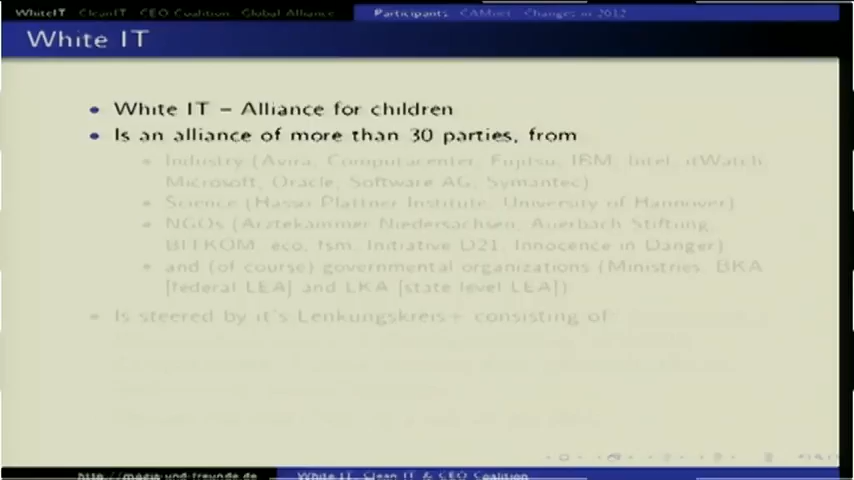 WhiteIT CleanIT CEO Coalition Global Alliance Participants CAMnet Changes in 2012
White IT
• White IT – Alliance for children
• Is an alliance of more than 30 parties, from
• Industry (Avira, Computacenter, Fujitsu, IBM, Intel, itWatch,
Microsoft, Oracle, Software AG, Symantec)
• Science (Hasso Plattner Institute, University of Hannover)
• NGOs (Ärztekammer Niedersachsen, Auerbach Stiftung,
BITKOM, eco, fsm, Initiative D21, Innocence in Danger)
• and (of course) governmental organizations (Ministries, BKA
[federal LEA] and LKA [state level LEA])
• Is steered by it's Lenkungskreis+ consisting of
White IT, Clean IT & CEO Coalition